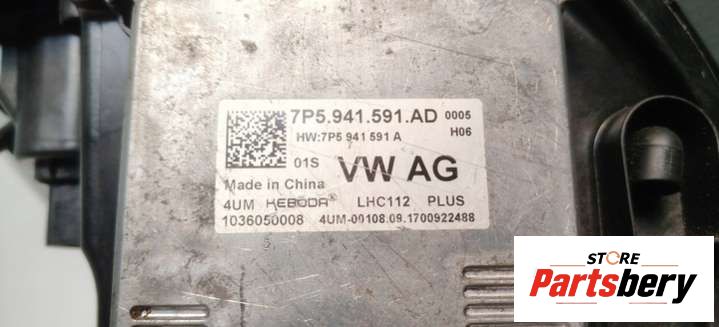 7P5.941.591.AD 0005
HW:7P5 941 591 A H06
01S VW AG
Made in China
4UM KEBODA® LHC112 PLUS
1036050008 4UM-00108.09.1700922488
STORE
Partsbery